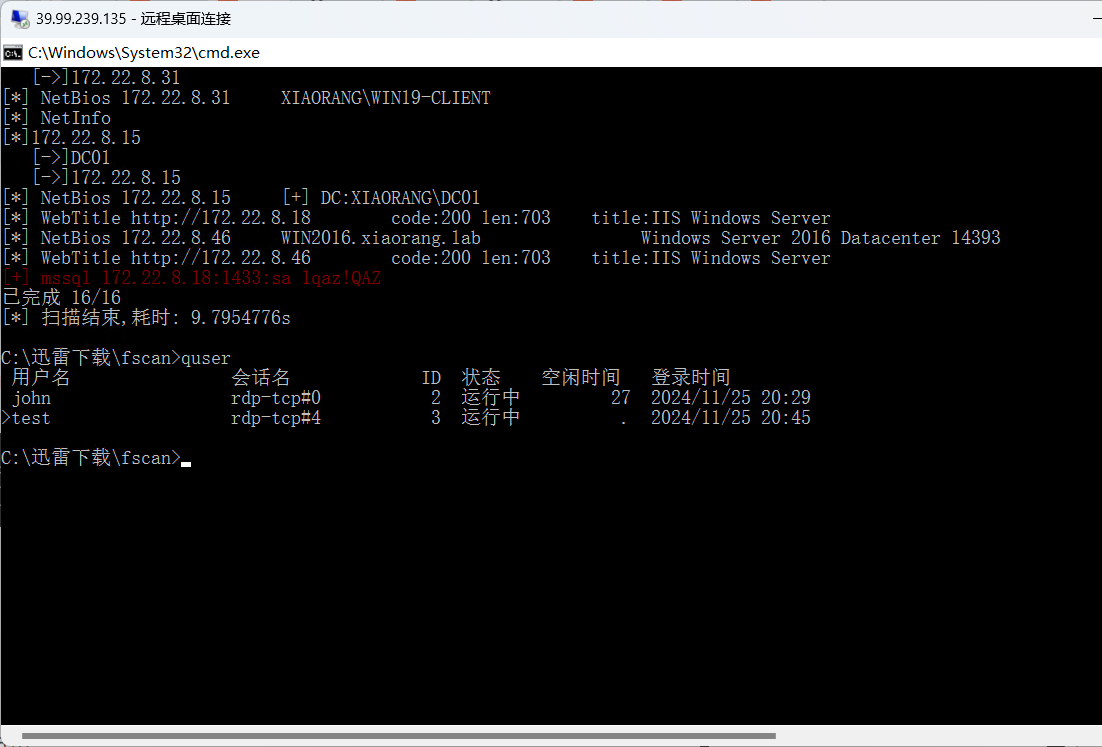 39.99.239.135 - 远程桌面连接
C:\Windows\System32\cmd.exe
[->]172.22.8.31
[*] NetBios 172.22.8.31 XIAORANG\WIN19-CLIENT
[*] NetInfo
[*]172.22.8.15
[->]DC01
[->]172.22.8.15
[*] NetBios 172.22.8.15 [+] DC:XIAORANG\DC01
[*] WebTitle http://172.22.8.18 code:200 len:703 title:IIS Windows Server
[*] NetBios 172.22.8.46 WIN2016.xiaorang.lab Windows Server 2016 Datacenter 14393
[*] WebTitle http://172.22.8.46 code:200 len:703 title:IIS Windows Server
[+] mssql 172.22.8.18:1433:sa 1qaz!QAZ
已完成 16/16
[*] 扫描结束,耗时: 9.7954776s
C:\迅雷下载\fscan>quser
用户名 会话名 ID 状态 空闲时间 登录时间
john rdp-tcp#0 2 运行中 27 2024/11/25 20:29
>test rdp-tcp#4 3 运行中 . 2024/11/25 20:45
C:\迅雷下载\fscan>